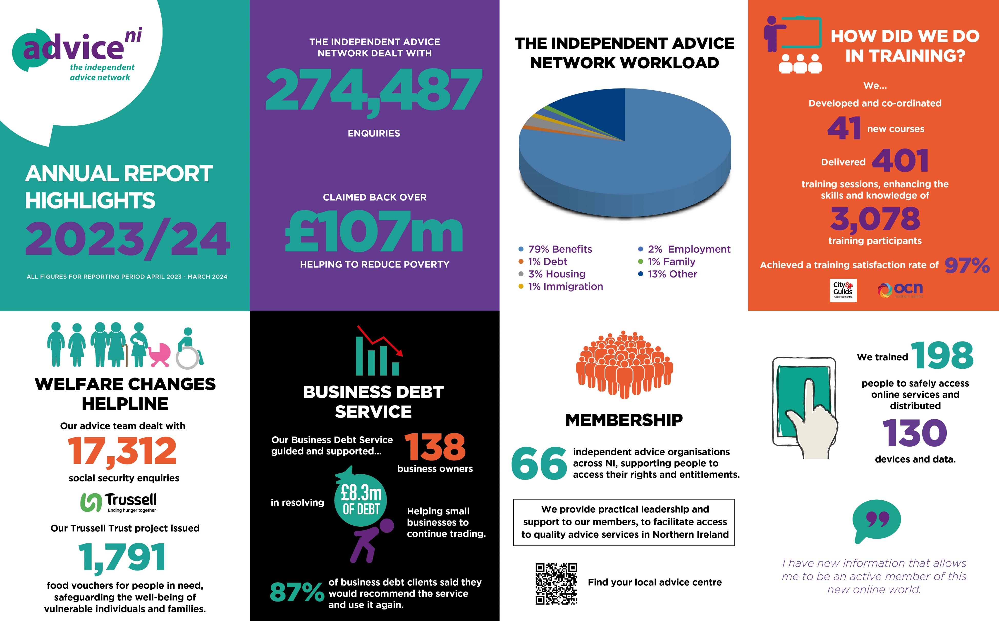 advice ni
the independent
advice network
ANNUAL REPORT
HIGHLIGHTS
2023/24
ALL FIGURES FOR REPORTING PERIOD APRIL 2023 - MARCH 2024
THE INDEPENDENT ADVICE
NETWORK DEALT WITH
274,487
ENQUIRIES
CLAIMED BACK OVER
£107m
HELPING TO REDUCE POVERTY
THE INDEPENDENT ADVICE
NETWORK WORKLOAD
79% Benefits
1% Debt
3% Housing
1% Immigration
2% Employment
1% Family
13% Other
HOW DID WE DO
IN TRAINING?
We...
Developed and co-ordinated
41 new courses
Delivered 401
training sessions, enhancing the
skills and knowledge of
3,078
training participants
Achieved a training satisfaction rate of 97%
City&
Guilds
Approved Centre
ocn
northern ireland
WELFARE CHANGES
HELPLINE
Our advice team dealt with
17,312
social security enquiries
Trussell
Ending hunger together
Our Trussell Trust project issued
1,791
food vouchers for people in need,
safeguarding the well-being of
vulnerable individuals and families.
BUSINESS DEBT
SERVICE
Our Business Debt Service
guided and supported...
138
business owners
in resolving
£8.3m
OF DEBT
Helping small
businesses to
continue trading.
87%
of business debt clients said they
would recommend the service
and use it again.
MEMBERSHIP
66
independent advice organisations
across NI, supporting people to
access their rights and entitlements.
We provide practical leadership and
support to our members, to facilitate access
to quality advice services in Northern Ireland
Find your local advice centre
We trained 198
people to safely access
online services and
distributed
130
devices and data.
”
I have new information that allows
me to be an active member of this
new online world.